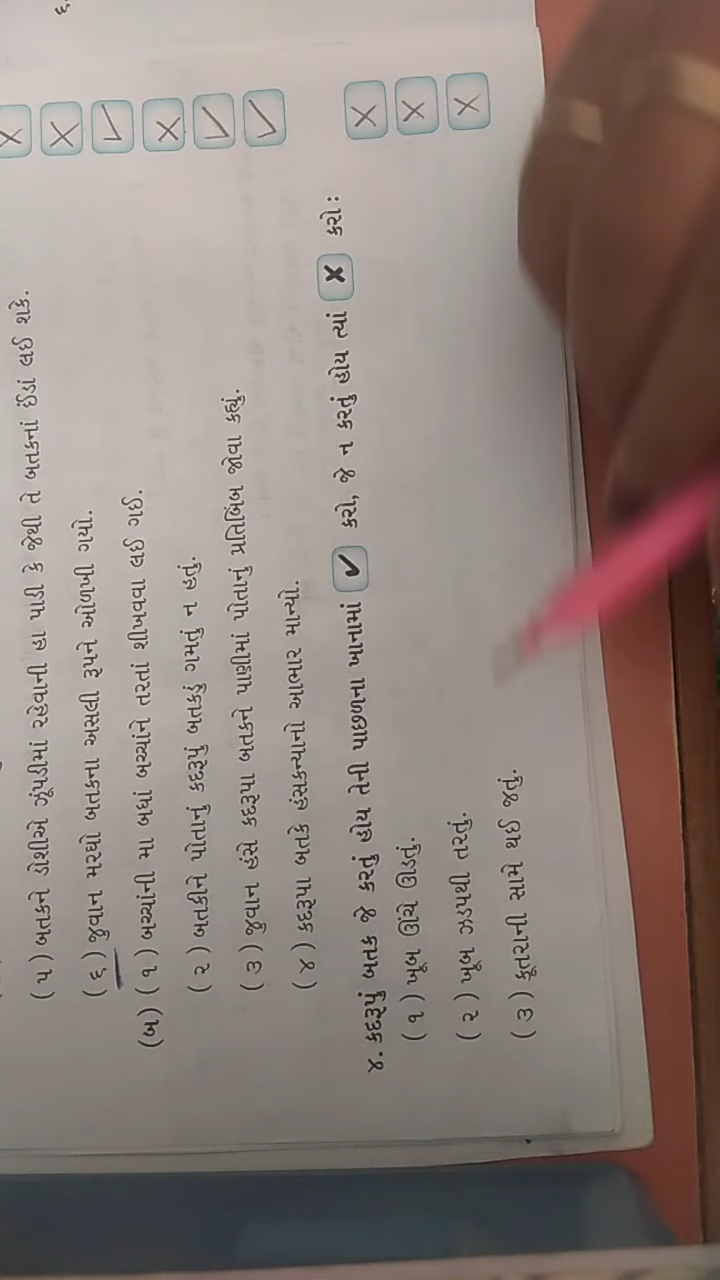 (૫) બતકને ડોશીએ ઝૂંપડીમાં રહેવાની હા પાડી કે જેથી તે બતકનાં ઈંડાં લઈ શકે. X
(૬) જુવાન મરઘો બતકના અસલી રૂપને ઓળખી ગયો. X
(બ) (૧) બચ્ચાંની મા બધાં બચ્ચાંને તરતાં શીખવવા લઈ ગઈ. ✓
(૨) બતકીને પોતાનું કદરૂપું બતકડું ગમતું ન હતું. X
(૩) જુવાન હંસે કદરૂપા બતકને પાણીમાં પોતાનું પ્રતિબિંબ જોવા કહ્યું. ✓
(૪) કદરૂપા બતકે હંસકન્યાનો આભાર માન્યો. ✓
૪. કદરૂપું બતક જે કરતું હોય તેની પાછળના ખાનામાં ✓ કરો, જે ન કરતું હોય ત્યાં X કરો :
(૧) ખૂબ ઊંચે ઊડતું. X
(૨) ખૂબ ઝડપથી તરતું. X
(૩) કૂતરાની સામે થઈ જતું. X
૬.